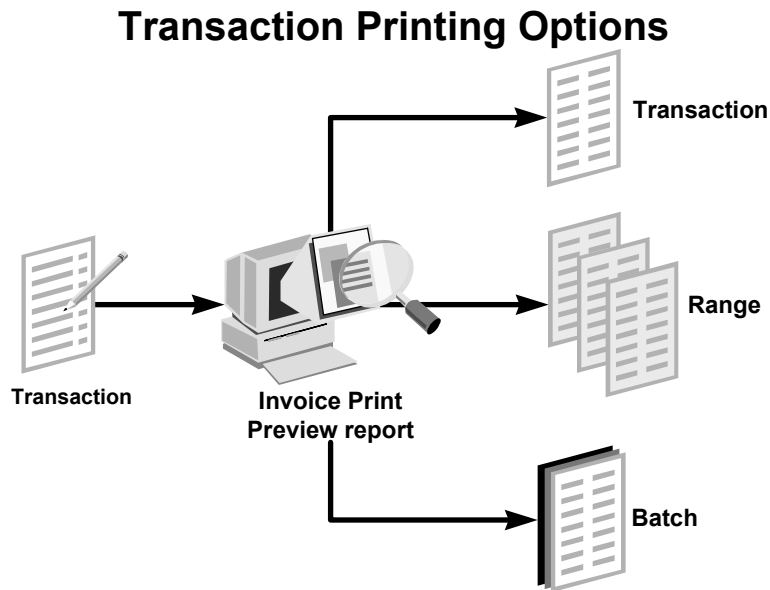 Transaction Printing Options
Transaction
Range
Transaction
Invoice Print
Preview report
Batch